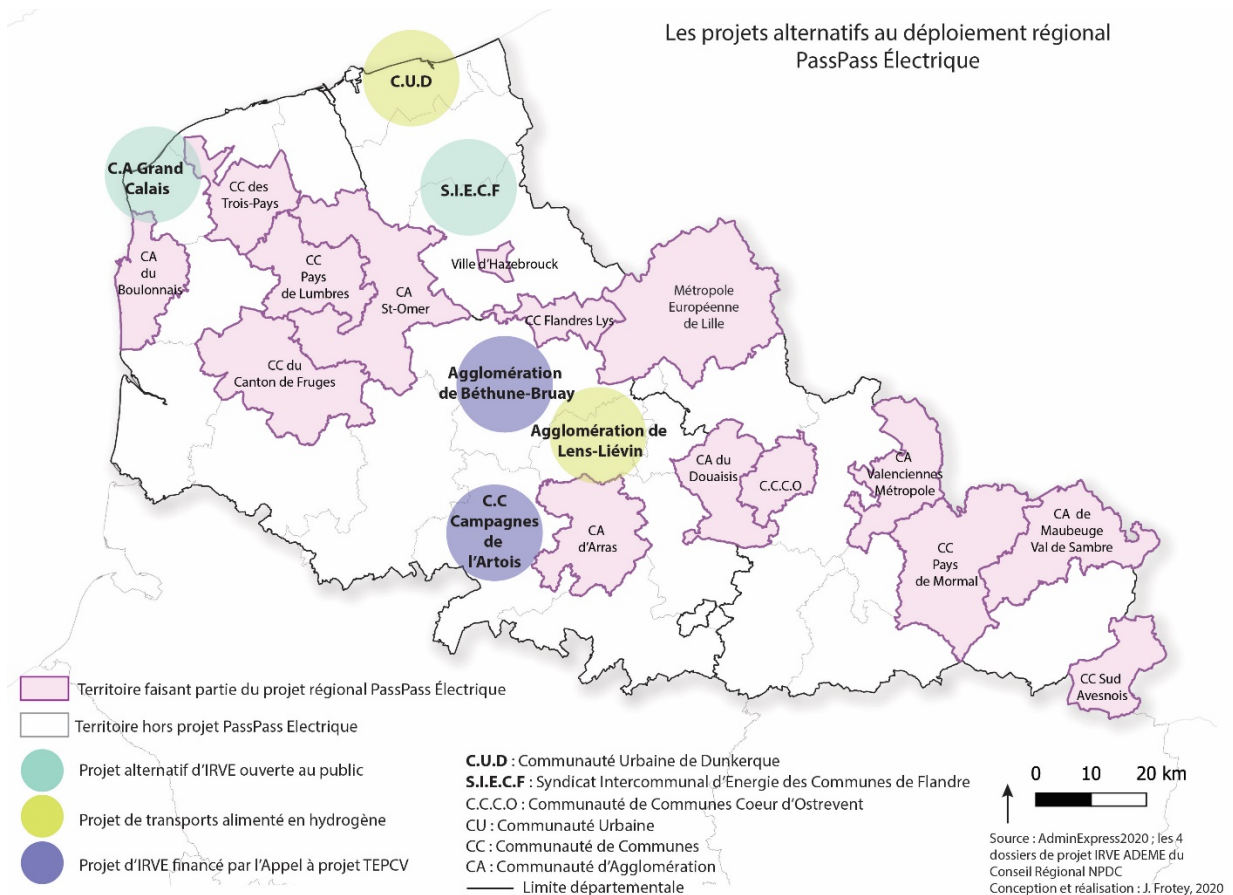 Les projets alternatifs au déploiement régional
PassPass Électrique
C.U.D
C.A Grand
Calais
S.I.E.C.F
CC des
Trois-Pays
CA
du
Boulonnais
CC
Pays
de Lumbres
CA
St-Omer
Ville d'Hazebrouck
CC Flandres Lys
Métropole
Européenne
de Lille
CC du
Canton de Fruges
Agglomération
de Béthune-Bruay
Agglomération de
Lens-Liévin
CA du
Douaisis
C.C.C.O
CA
Valenciennes
Métropole
C.C
Campagnes
de
l'Artois
CA
d'Arras
CC
Pays
de Mormal
CA de
Maubeuge
Val de Sambre
CC Sud
Avesnois
Territoire faisant partie du projet régional PassPass Électrique
Territoire hors projet PassPass Electrique
Projet alternatif d'IRVE ouverte au public
Projet de transports alimenté en hydrogène
Projet d'IRVE financé par l'Appel à projet TEPCV
C.U.D : Communauté Urbaine de Dunkerque
S.I.E.C.F : Syndicat Intercommunal d'Energie des Communes de Flandre
C.C.C.O : Communauté de Communes Coeur d'Ostrevent
CU : Communauté Urbaine
CC : Communauté de Communes
CA : Communauté d'Agglomération
Limite départementale
0 10 20 km
Source : AdminExpress2020 ; les 4
dossiers de projet IRVE ADEME du
Conseil Régional NPDC
Conception et réalisation : J. Frotey, 2020